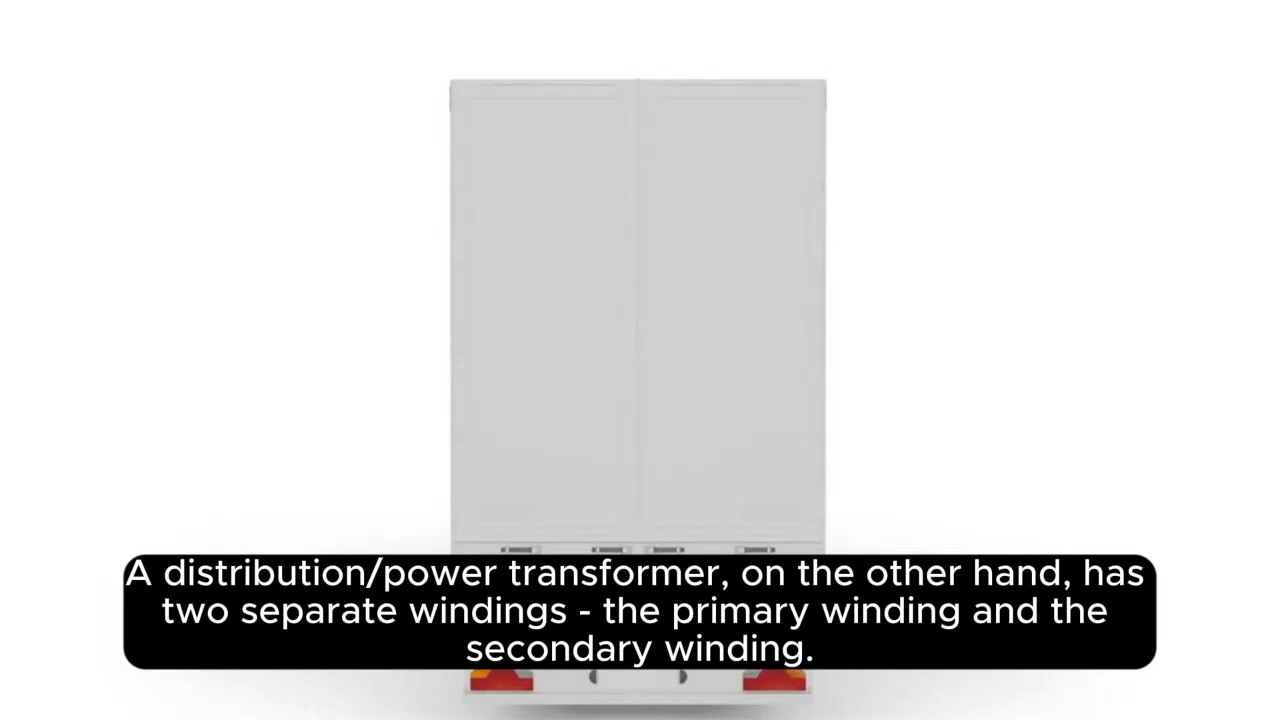 A distribution/power transformer, on the other hand, has
two separate windings - the primary winding and the
secondary winding.